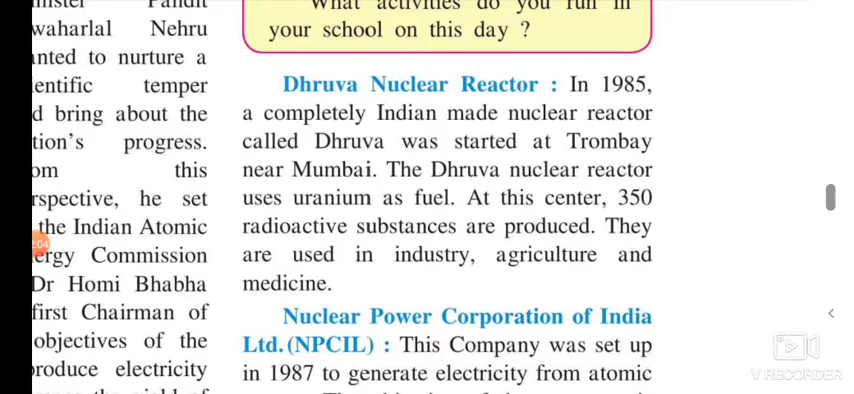 Pandit
waharlal Nehru
anted to nurture a
ientific temper
d bring about the
tion's progress.
om this
rspective, he set
the Indian Atomic
ergy Commission
Dr Homi Bhabha
first Chairman of
objectives of the
produce electricity
What activities do you run in
your school on this day ?
Dhruva Nuclear Reactor : In 1985,
a completely Indian made nuclear reactor
called Dhruva was started at Trombay
near Mumbai. The Dhruva nuclear reactor
uses uranium as fuel. At this center, 350
radioactive substances are produced. They
are used in industry, agriculture and
medicine.
Nuclear Power Corporation of India
Ltd. (NPCIL) : This Company was set up
in 1987 to generate electricity from atomic
:04
V RECORDER